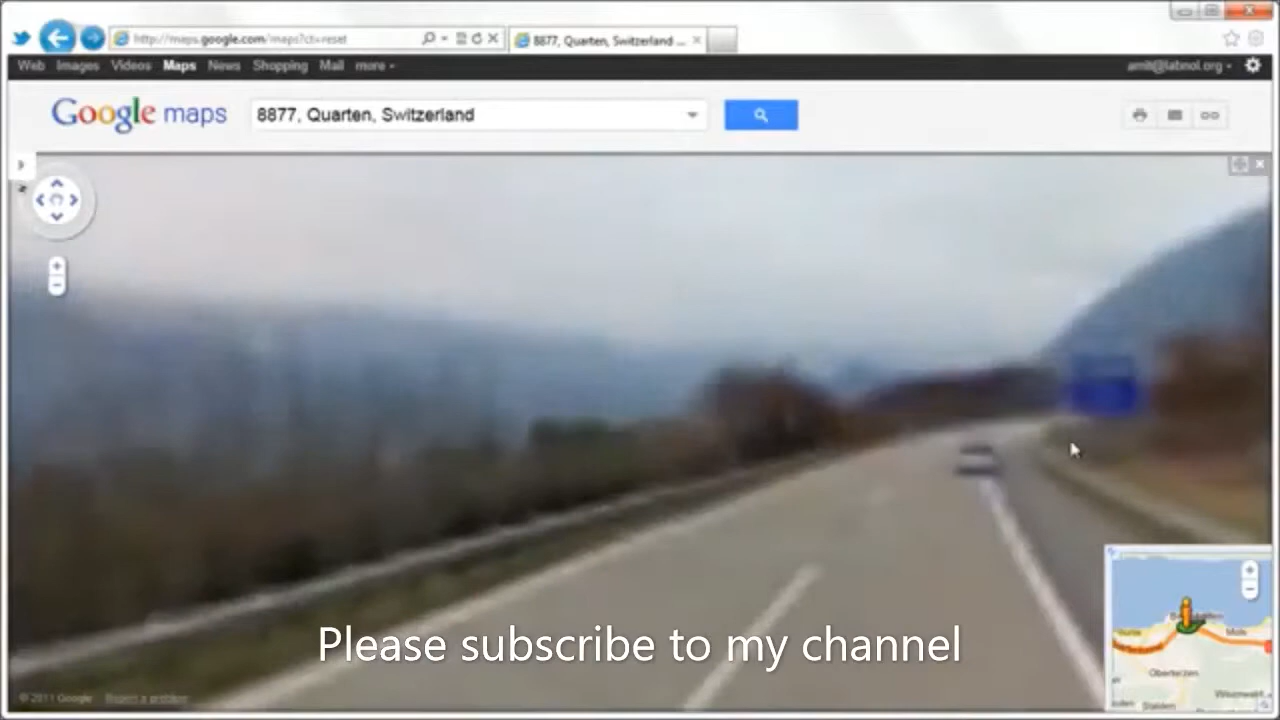 http://maps.google.com/maps?ct=reset
8877, Quarten, Switzerland ...
Web Images Videos Maps News Shopping Mail more
amit@labnol.org
Google maps
8877, Quarten, Switzerland
Mols
Oberterzen
Please subscribe to my channel
© 2011 Google Report a problem